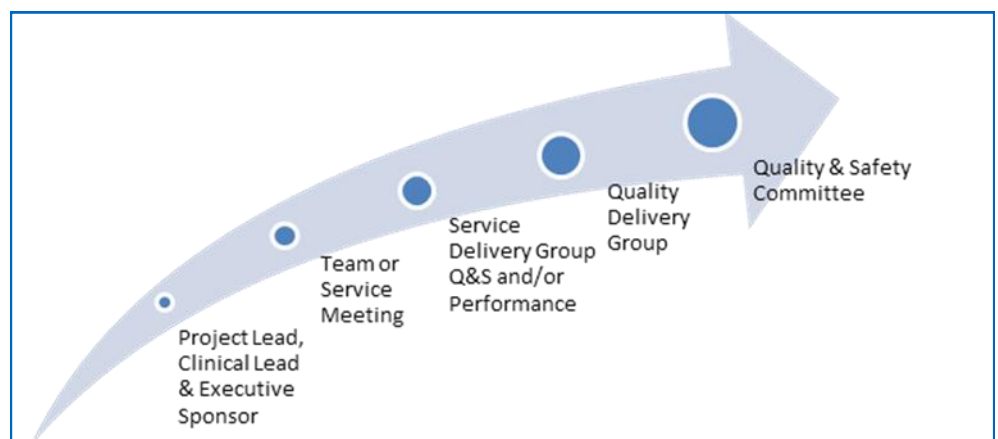 Project Lead,
Clinical Lead
& Executive
Sponsor
Team or
Service
Meeting
Service
Delivery Group
Q&S and/or
Performance
Quality
Delivery
Group
Quality & Safety
Committee